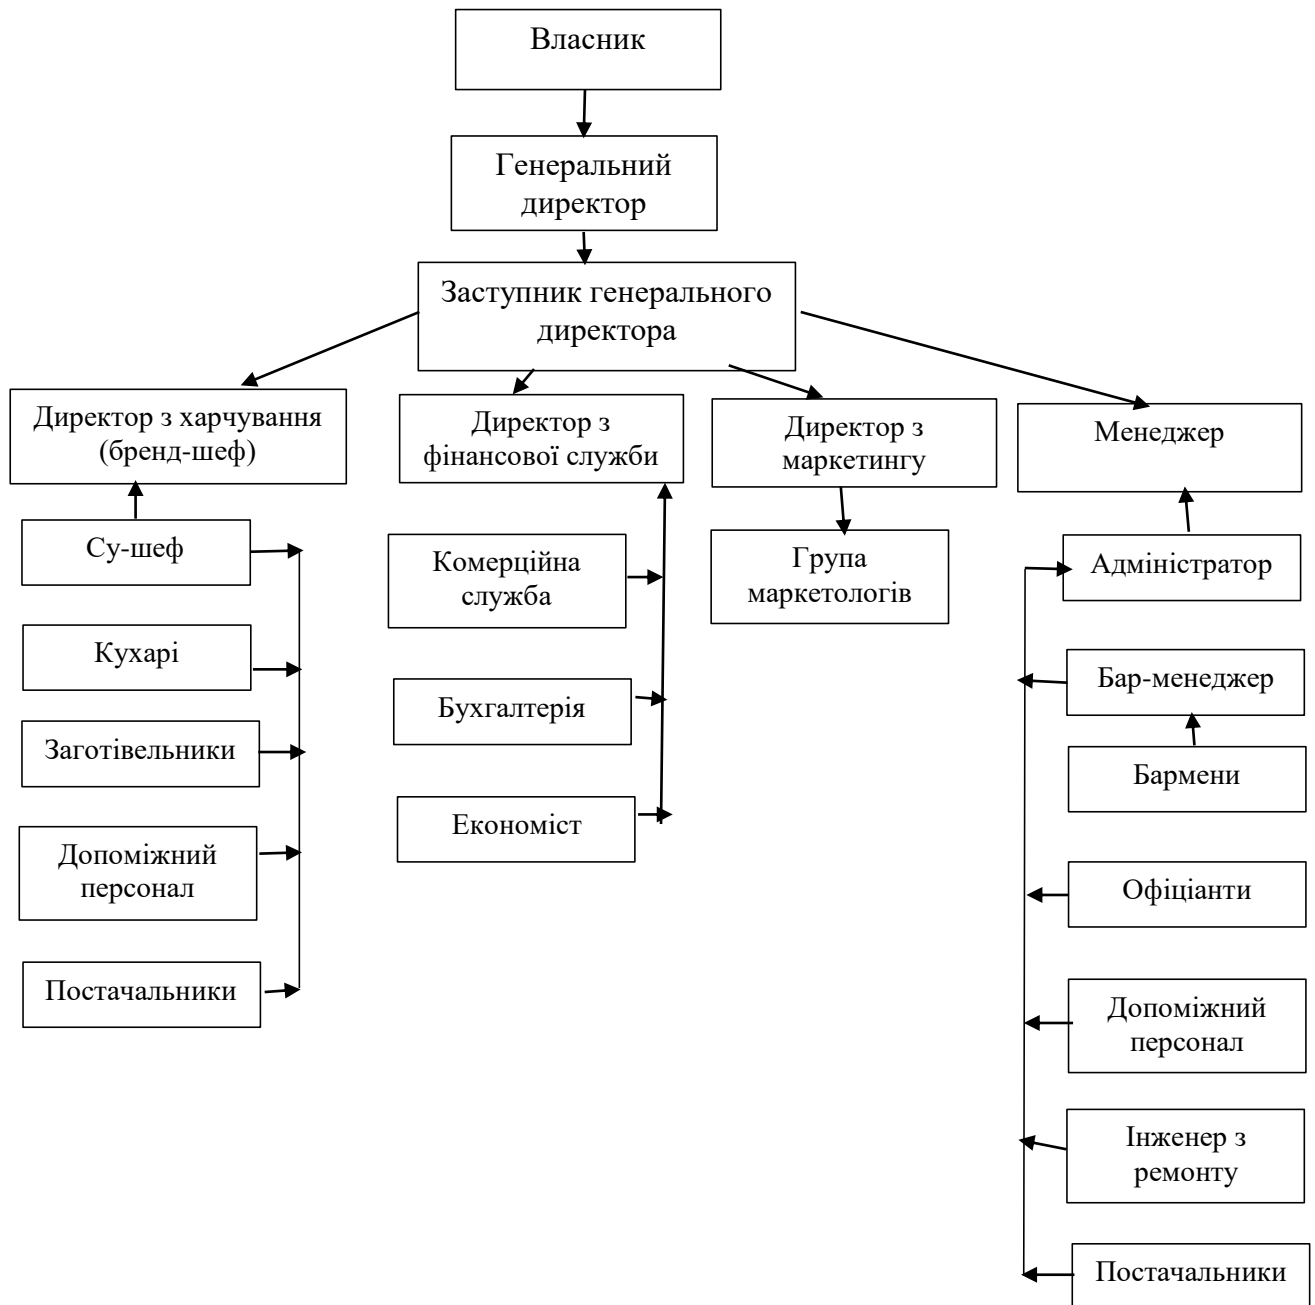 Власник
Генеральний
директор
Заступник генерального
директора
Директор з харчування
(бренд-шеф)
Директор з
фінансової служби
Директор з
маркетингу
Менеджер
Су-шеф
Кухарі
Заготівельники
Допоміжний
персонал
Постачальники
Комерційна
служба
Бухгалтерія
Економіст
Група
маркетологів
Адміністратор
Бар-менеджер
Бармени
Офіціанти
Допоміжний
персонал
Інженер з
ремонту
Постачальники